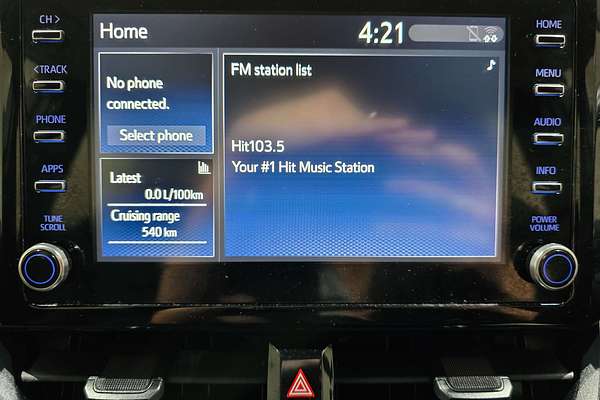 CH >
< TRACK
PHONE
APPS
TUNE
SCROLL
Home
4:21
No phone
connected.
Select phone
Latest
0.0 L/100km
Cruising range
540 km
FM station list
Hit103.5
Your #1 Hit Music Station
HOME
MENU
AUDIO
INFO
POWER
VOLUME